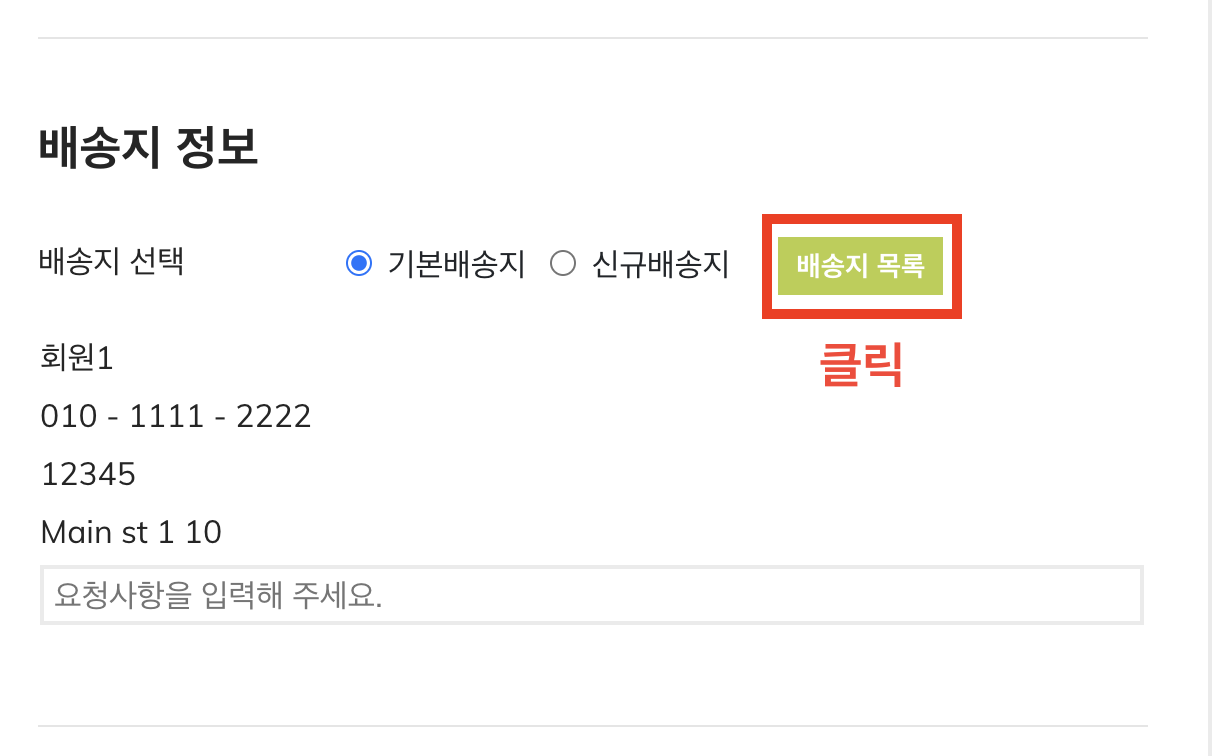 배송지 정보
배송지 선택 기본배송지 신규배송지 배송지 목록
클릭
회원1
010 - 1111 - 2222
12345
Main st 1 10
요청사항을 입력해 주세요.